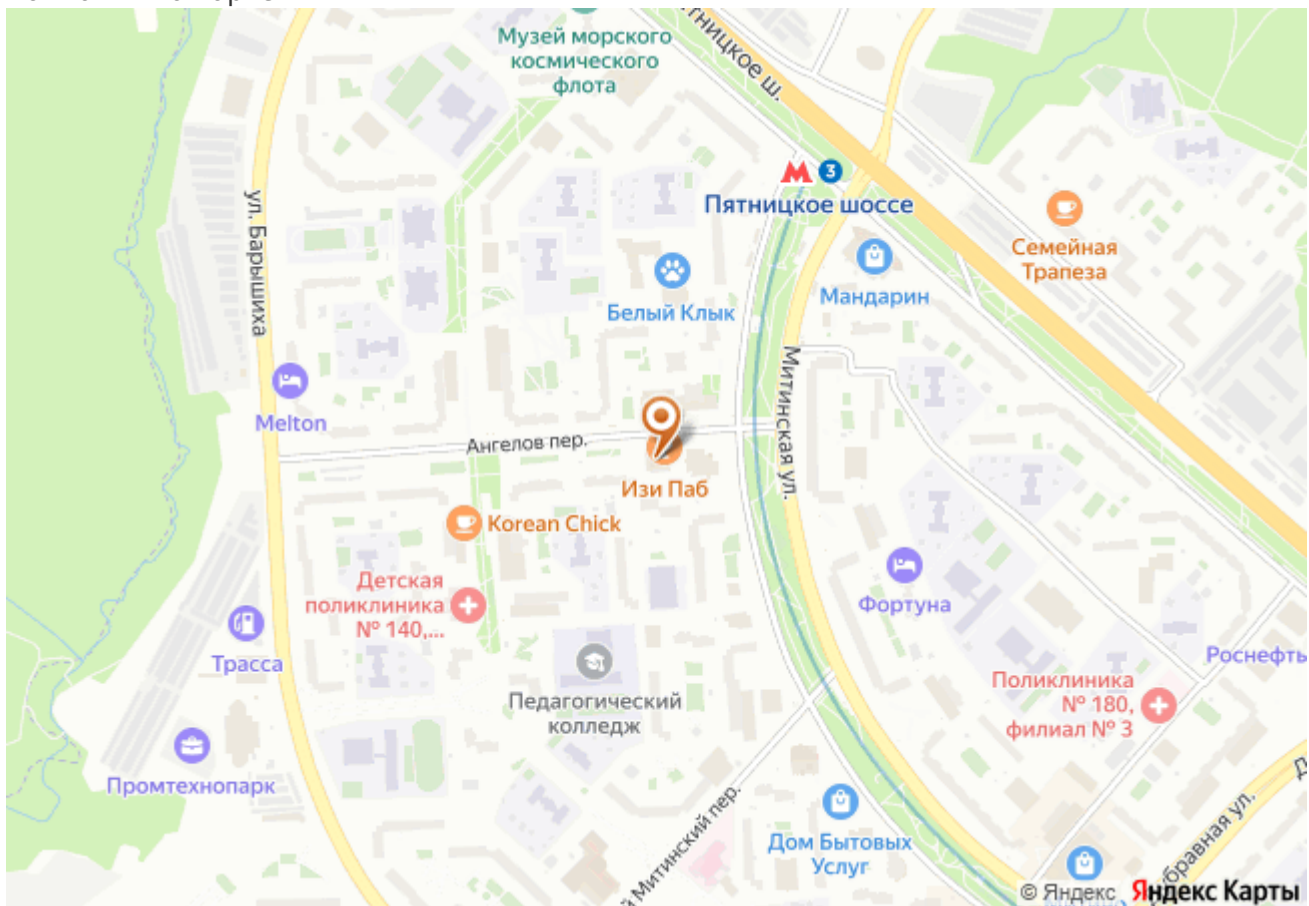 Музей морского
космического
флота
тницкое ш.
3
Пятницкое шоссе
ул. Барышиха
Семейная
Трапеза
Белый Клык
Мандарин
Митинская ул.
Melton
Ангелов пер.
Изи Паб
Korean Chick
Детская
поликлиника
№ 140,...
Фортуна
Трасса
Роснефть
Педагогический
колледж
Поликлиника
№ 180,
филиал № 3
Промтехнопарк
й Митинский пер.
Дом Бытовых
Услуг
бравная ул.
© Яндекс Яндекс Карты